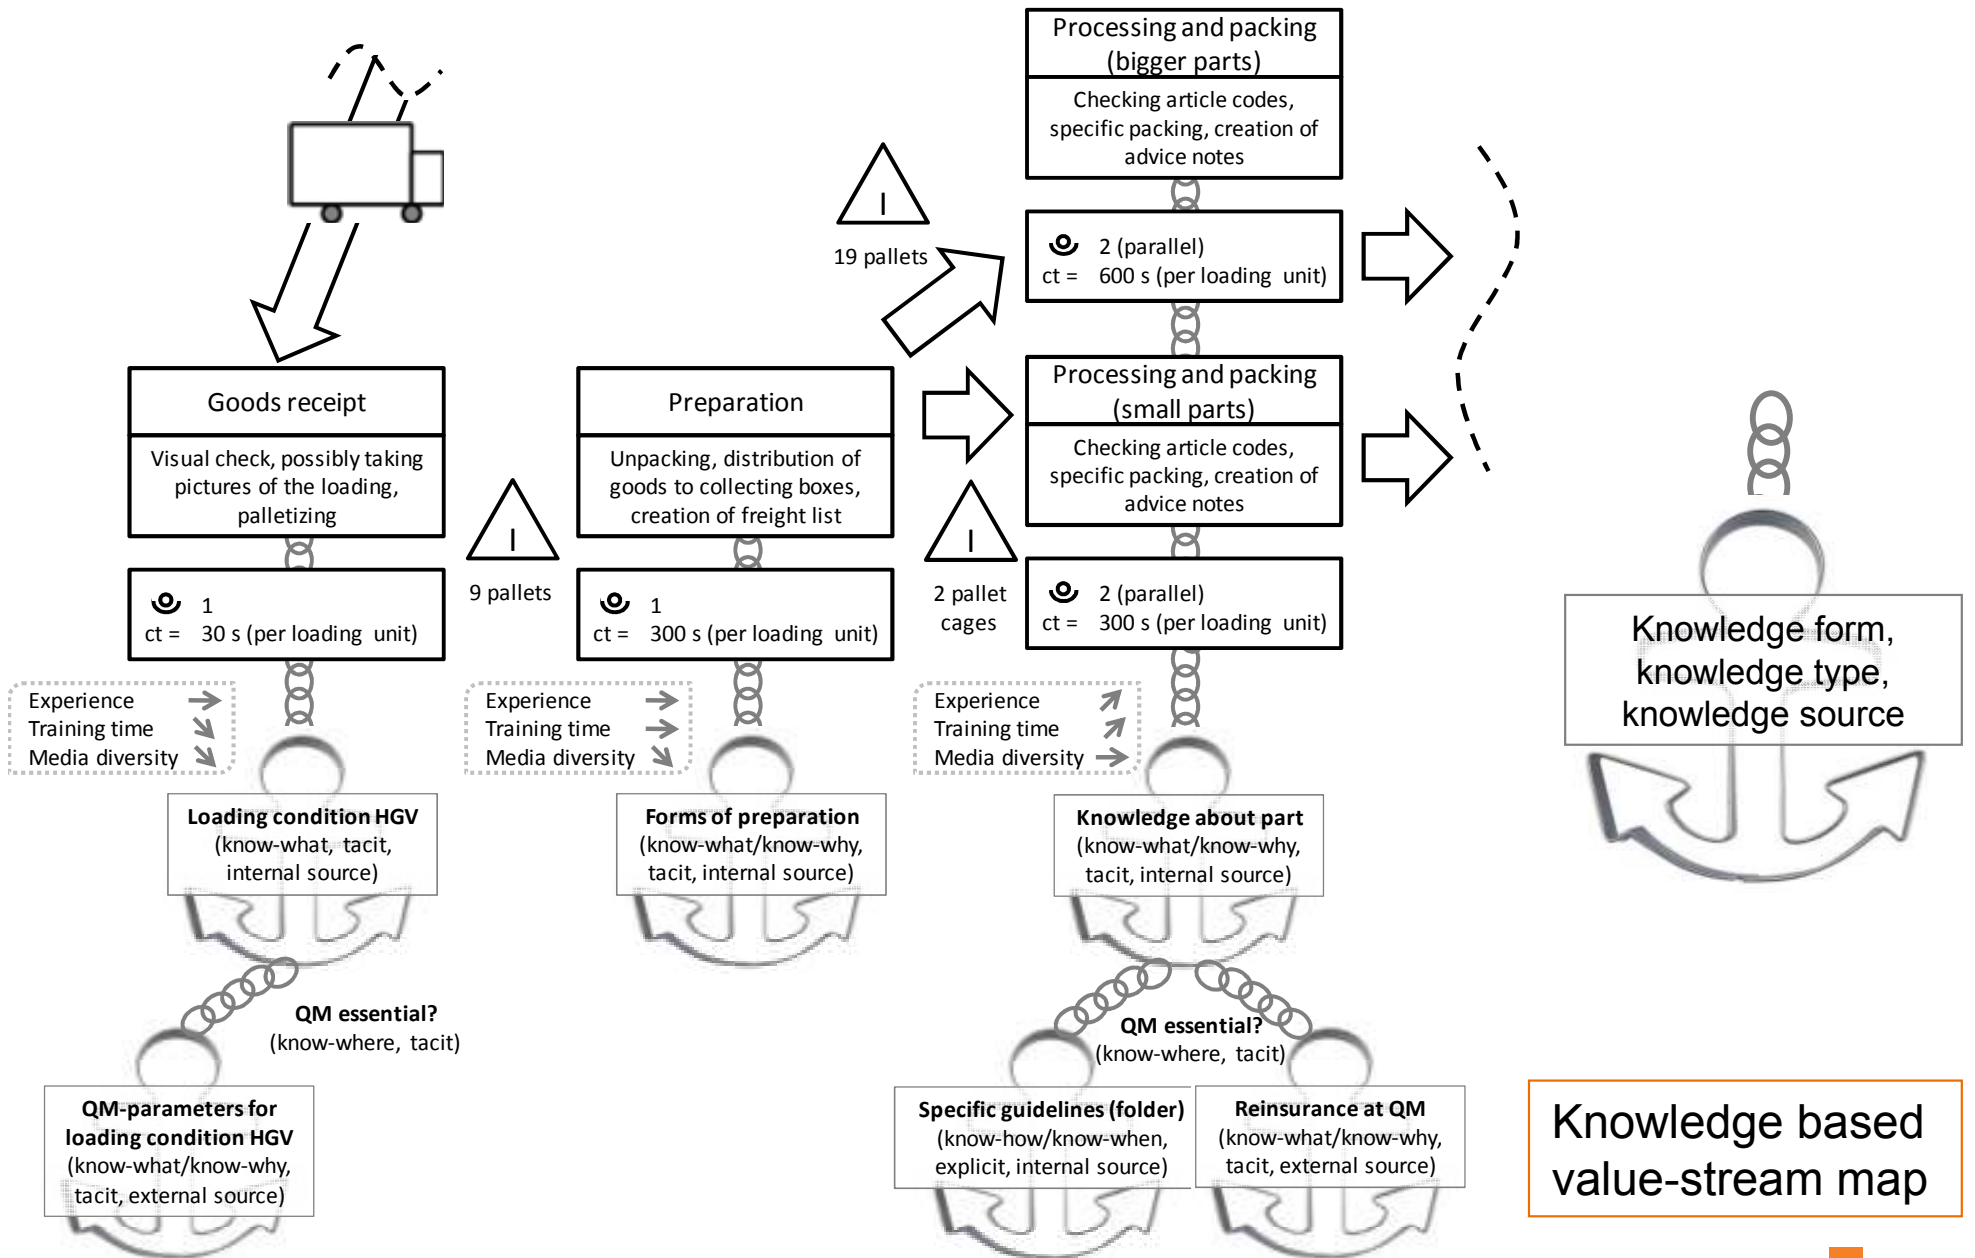 Processing and packing
(bigger parts)
Checking article codes,
specific packing, creation of
advice notes
I
19 pallets
2 (parallel)
ct = 600 s (per loading unit)
Goods receipt
Visual check, possibly taking
pictures of the loading,
palletizing
1
ct = 30 s (per loading unit)
I
9 pallets
Preparation
Unpacking, distribution of
goods to collecting boxes,
creation of freight list
1
ct = 300 s (per loading unit)
I
2 pallet
cages
Processing and packing
(small parts)
Checking article codes,
specific packing, creation of
advice notes
2 (parallel)
ct = 300 s (per loading unit)
Experience
Training time
Media diversity
Experience
Training time
Media diversity
Experience
Training time
Media diversity
Loading condition HGV
(know-what, tacit,
internal source)
Forms of preparation
(know-what/know-why,
tacit, internal source)
Knowledge about part
(know-what/know-why,
tacit, internal source)
QM essential?
(know-where, tacit)
QM essential?
(know-where, tacit)
QM-parameters for
loading condition HGV
(know-what/know-why,
tacit, external source)
Specific guidelines (folder)
(know-how/know-when,
explicit, internal source)
Reinsurance at QM
(know-what/know-why,
tacit, external source)
Knowledge form,
knowledge type,
knowledge source
Knowledge based
value-stream map